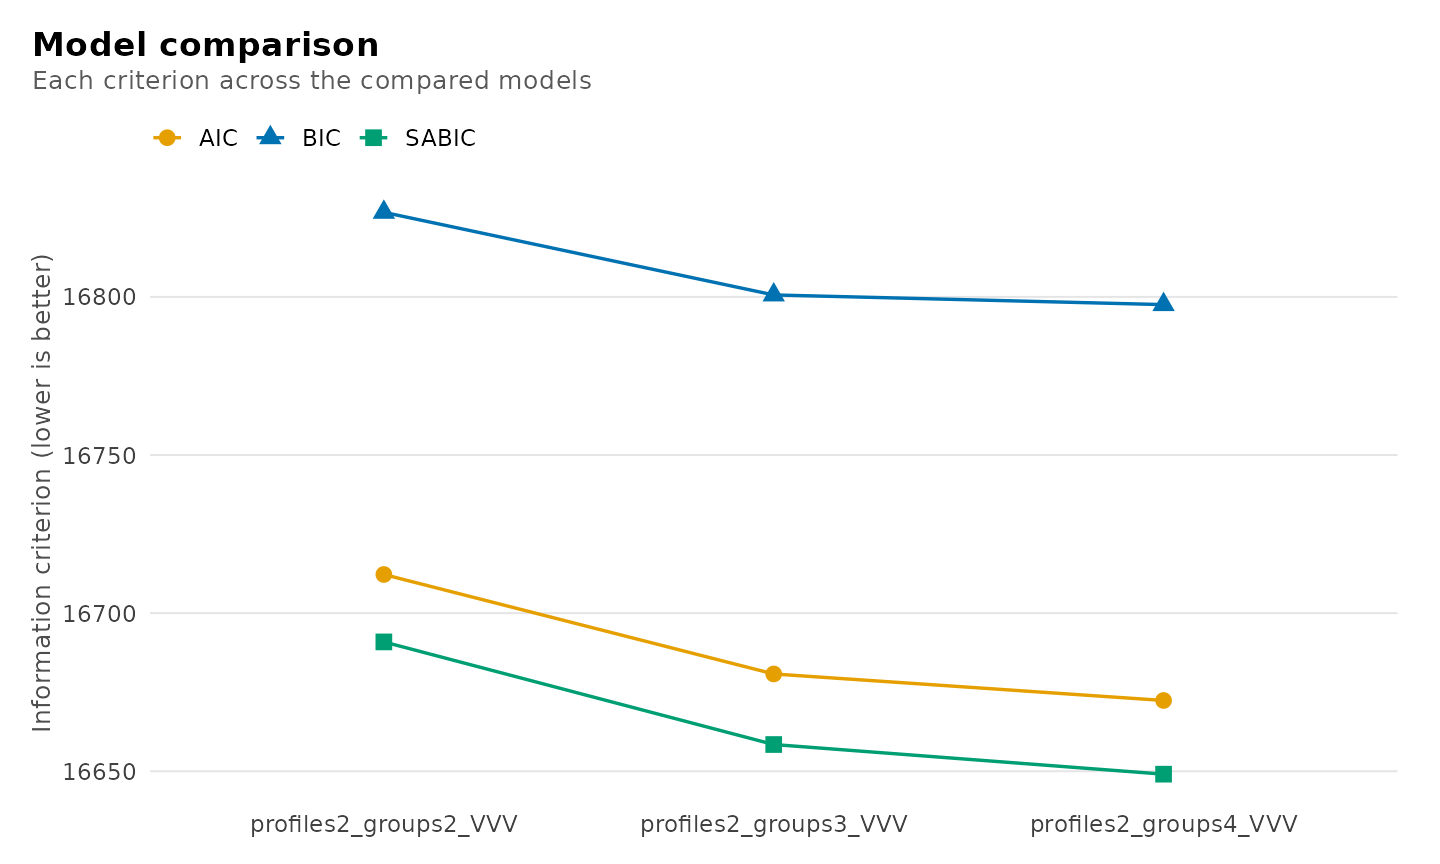 Model comparison
Each criterion across the compared models
AIC BIC SABIC
Information criterion (lower is better)
16800
16750
16700
16650
profiles2_groups2_VVV profiles2_groups3_VVV profiles2_groups4_VVV